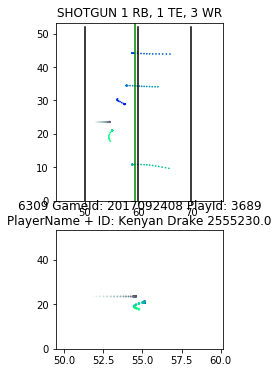 SHOTGUN 1 RB, 1 TE, 3 WR
50
40
30
20
10
0
50 60 70
6309 GameId: 2017092408 PlayId: 3689
PlayerName + ID: Kenyan Drake 2555230.0
40
20
0
50.0 52.5 55.0 57.5 60.1